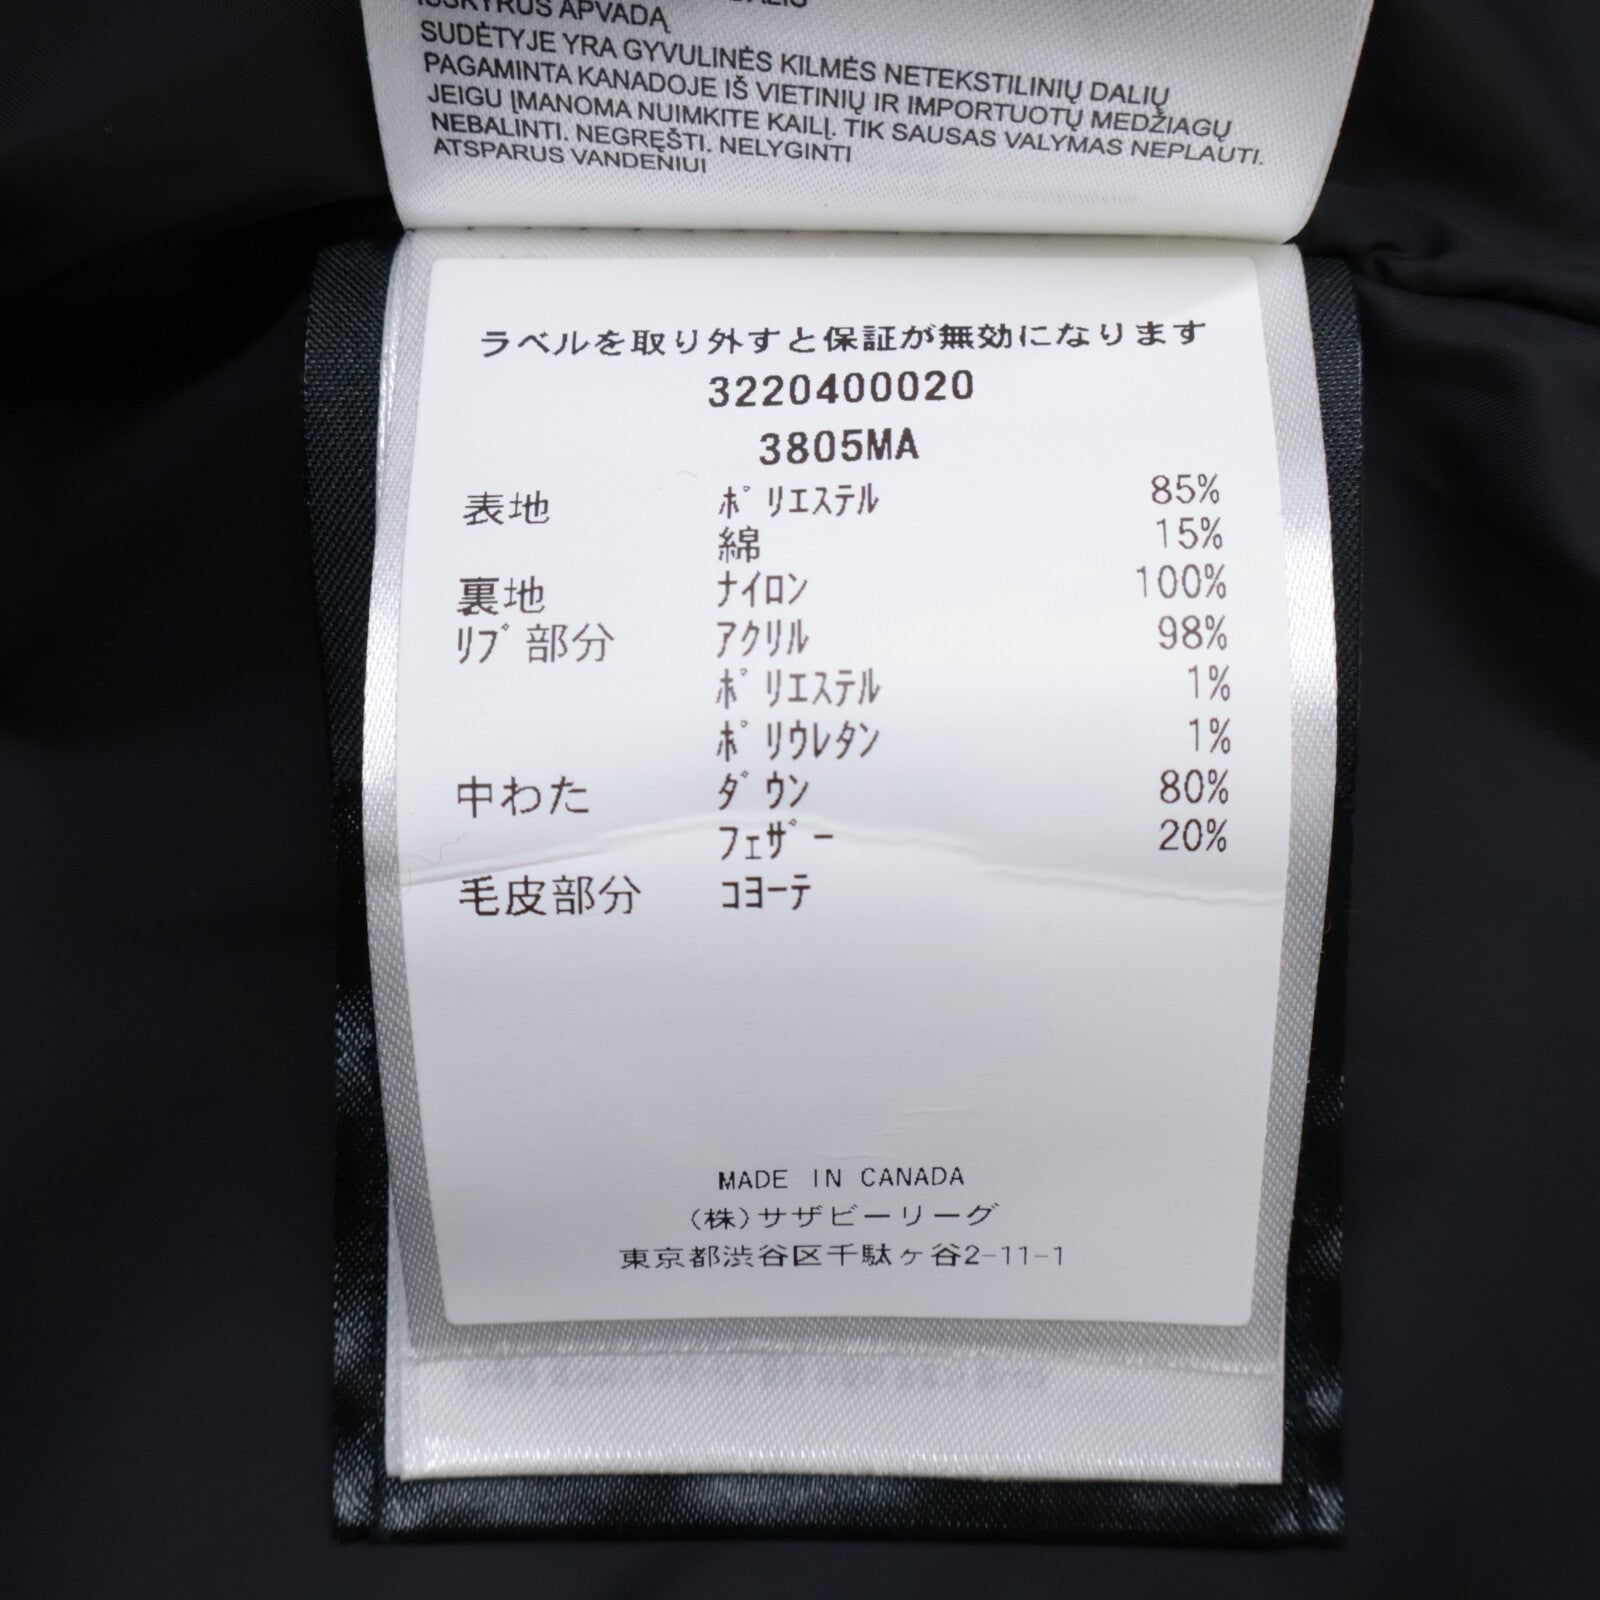 IŠSKYRUS APVADĄ
SUDĖTYJE YRA GYVULINĖS KILMĖS NETEKSTILINIŲ DALIŲ
PAGAMINTA KANADOJE IŠ VIETINIŲ IR IMPORTUOTŲ MEDŽIAGŲ
JEIGU ĮMANOMA NUIMKITE KAILĮ. TIK SAUSAS VALYMAS NEPLAUTI.
NEBALINTI. NEGRĘŠTI. NELYGINTI
ATSPARUS VANDENIUI
ラベルを取り外すと保証が無効になります
3220400020
3805MA
表地 ﾎﾟﾘｴｽﾃﾙ 85%
綿 15%
裏地 ﾅｲﾛﾝ 100%
ﾘﾌﾞ部分 ｱｸﾘﾙ 98%
ﾎﾟﾘｴｽﾃﾙ 1%
ﾎﾟﾘｳﾚﾀﾝ 1%
中わた ﾀﾞｳﾝ 80%
ﾌｪｻﾞｰ 20%
毛皮部分 ｺﾖｰﾃ
MADE IN CANADA
(株)サザビーリーグ
東京都渋谷区千駄ヶ谷2-11-1